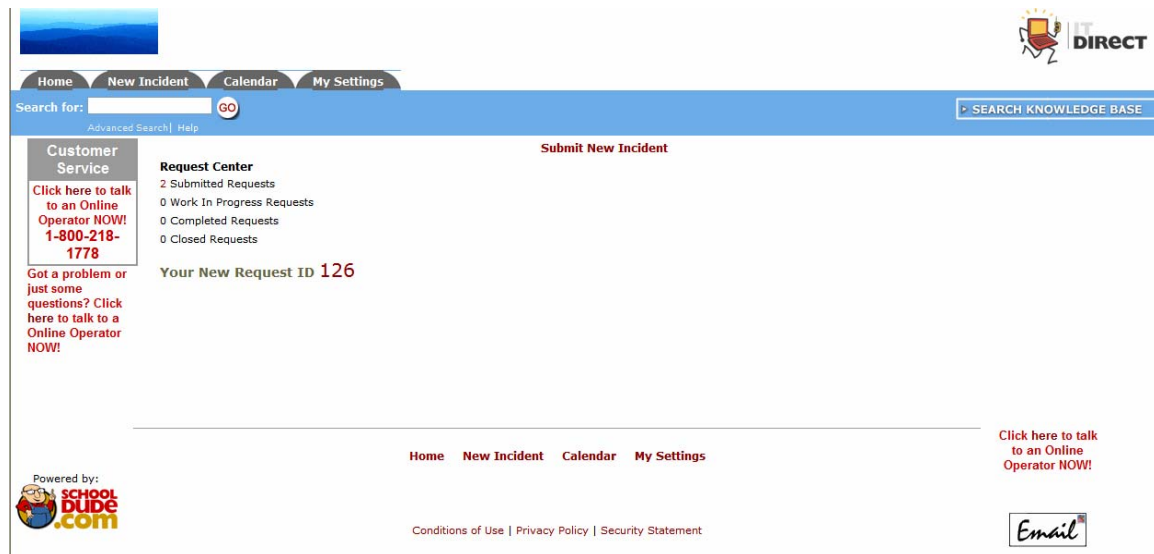 IT
DIRECT
Home New Incident Calendar My Settings
Search for: GO
SEARCH KNOWLEDGE BASE
Advanced Search| Help
Customer
Service
Click here to talk
to an Online
Operator NOW!
1-800-218-
1778
Got a problem or
just some
questions? Click
here to talk to a
Online Operator
NOW!
Submit New Incident
Request Center
2 Submitted Requests
0 Work In Progress Requests
0 Completed Requests
0 Closed Requests
Your New Request ID 126
Click here to talk
to an Online
Operator NOW!
Home New Incident Calendar My Settings
Powered by:
SCHOOL
DUDE
.com
Conditions of Use | Privacy Policy | Security Statement
Email